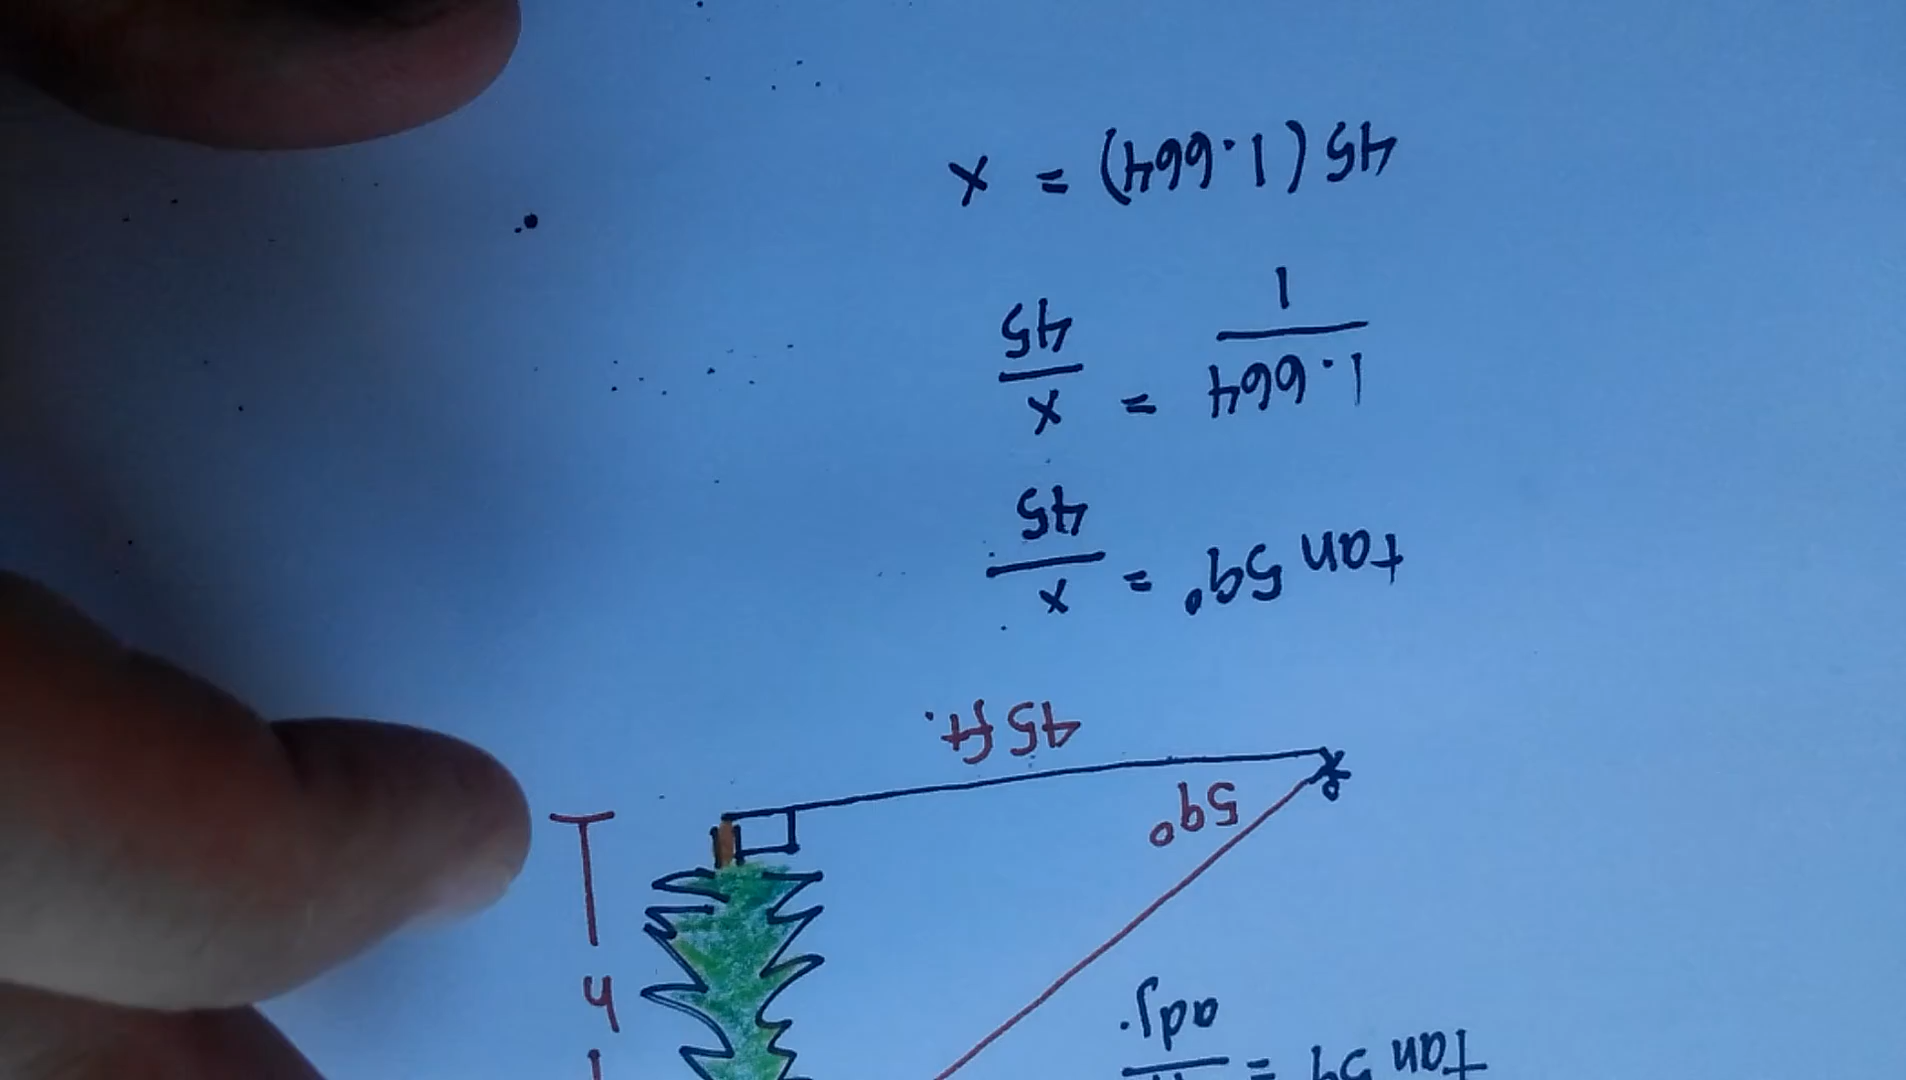 tan 59 = 
adj.
h
59°
45 ft.
tan 59° = x/45
1.664/1 = x/45
45(1.664) = x